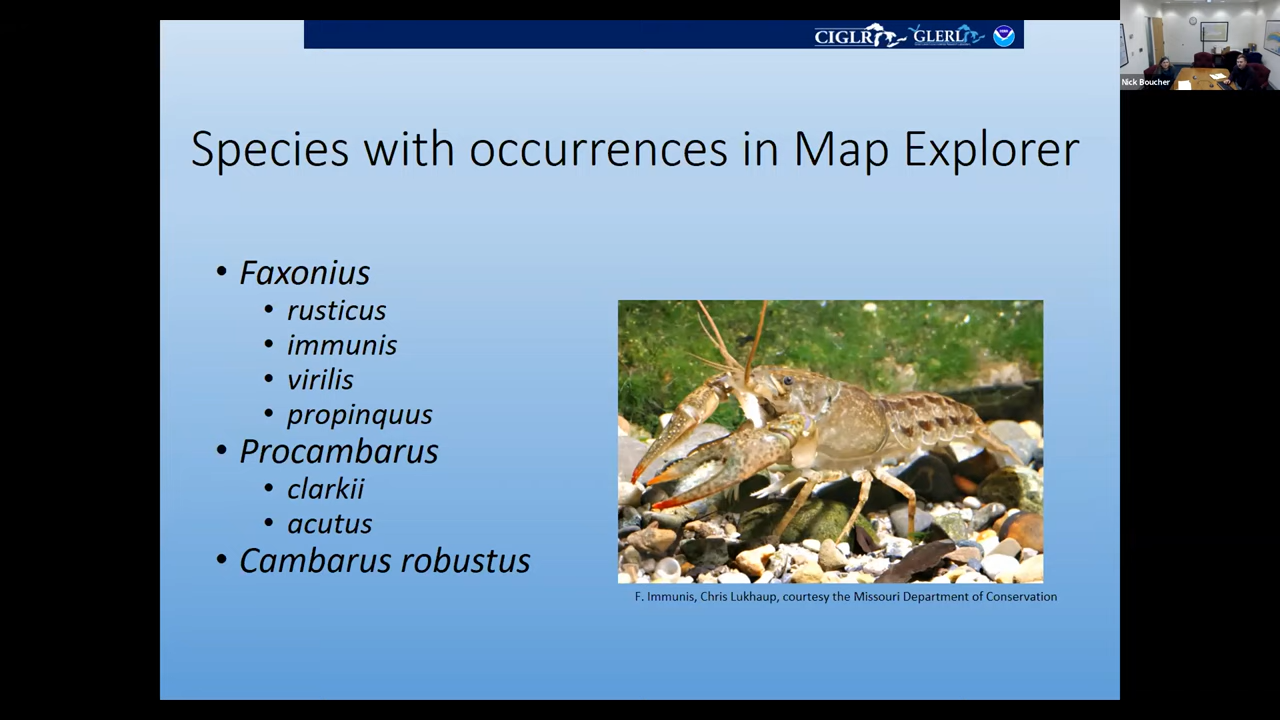 CIGLR GLERL
Nick Boucher
Species with occurrences in Map Explorer
• Faxonius
• rusticus
• immunis
• virilis
• propinquus
• Procambarus
• clarkii
• acutus
• Cambarus robustus
F. Immunis, Chris Lukhaup, courtesy the Missouri Department of Conservation